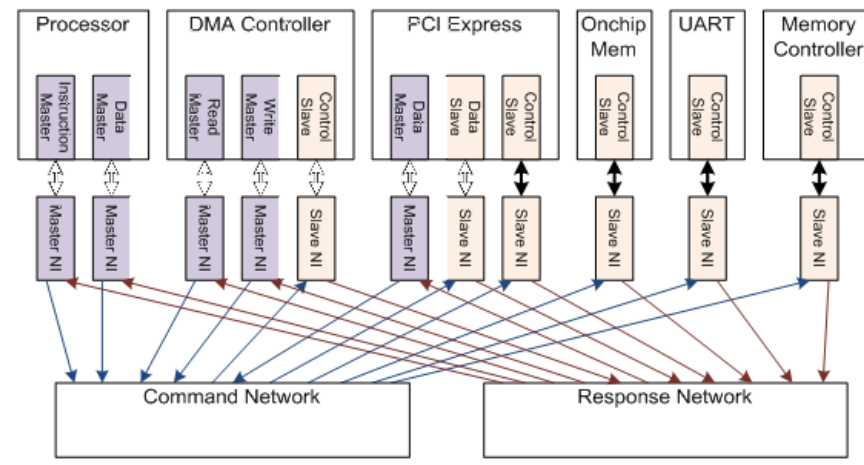 Processor
DMA Controller
PCI Express
Onchip
Mem
UART
Memory
Controller
Instruction
Master
Data
Master
Read
Master
Write
Master
Control
Slave
Data
Master
Data
Slave
Control
Slave
Control
Slave
Control
Slave
Control
Slave
Master NI
Master NI
Master NI
Master NI
Slave NI
Master NI
Slave NI
Slave NI
Slave NI
Slave NI
Slave NI
Command Network
Response Network